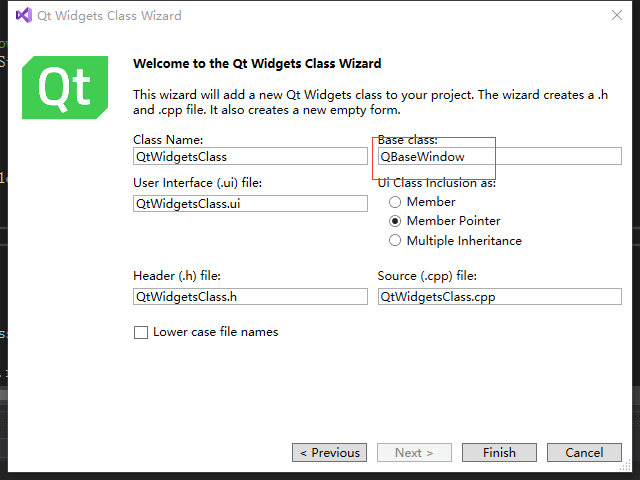 Qt Widgets Class Wizard
Qt
Welcome to the Qt Widgets Class Wizard
This wizard will add a new Qt Widgets class to your project. The wizard creates a .h
and .cpp file. It also creates a new empty form.
Class Name:
Base class:
QtWidgetsClass
QBaseWindow
User Interface (.ui) file:
Ui Class Inclusion as:
QtWidgetsClass.ui
Member
Member Pointer
Multiple Inheritance
Header (.h) file:
Source (.cpp) file:
QtWidgetsClass.h
QtWidgetsClass.cpp
Lower case file names
< Previous
Next >
Finish
Cancel